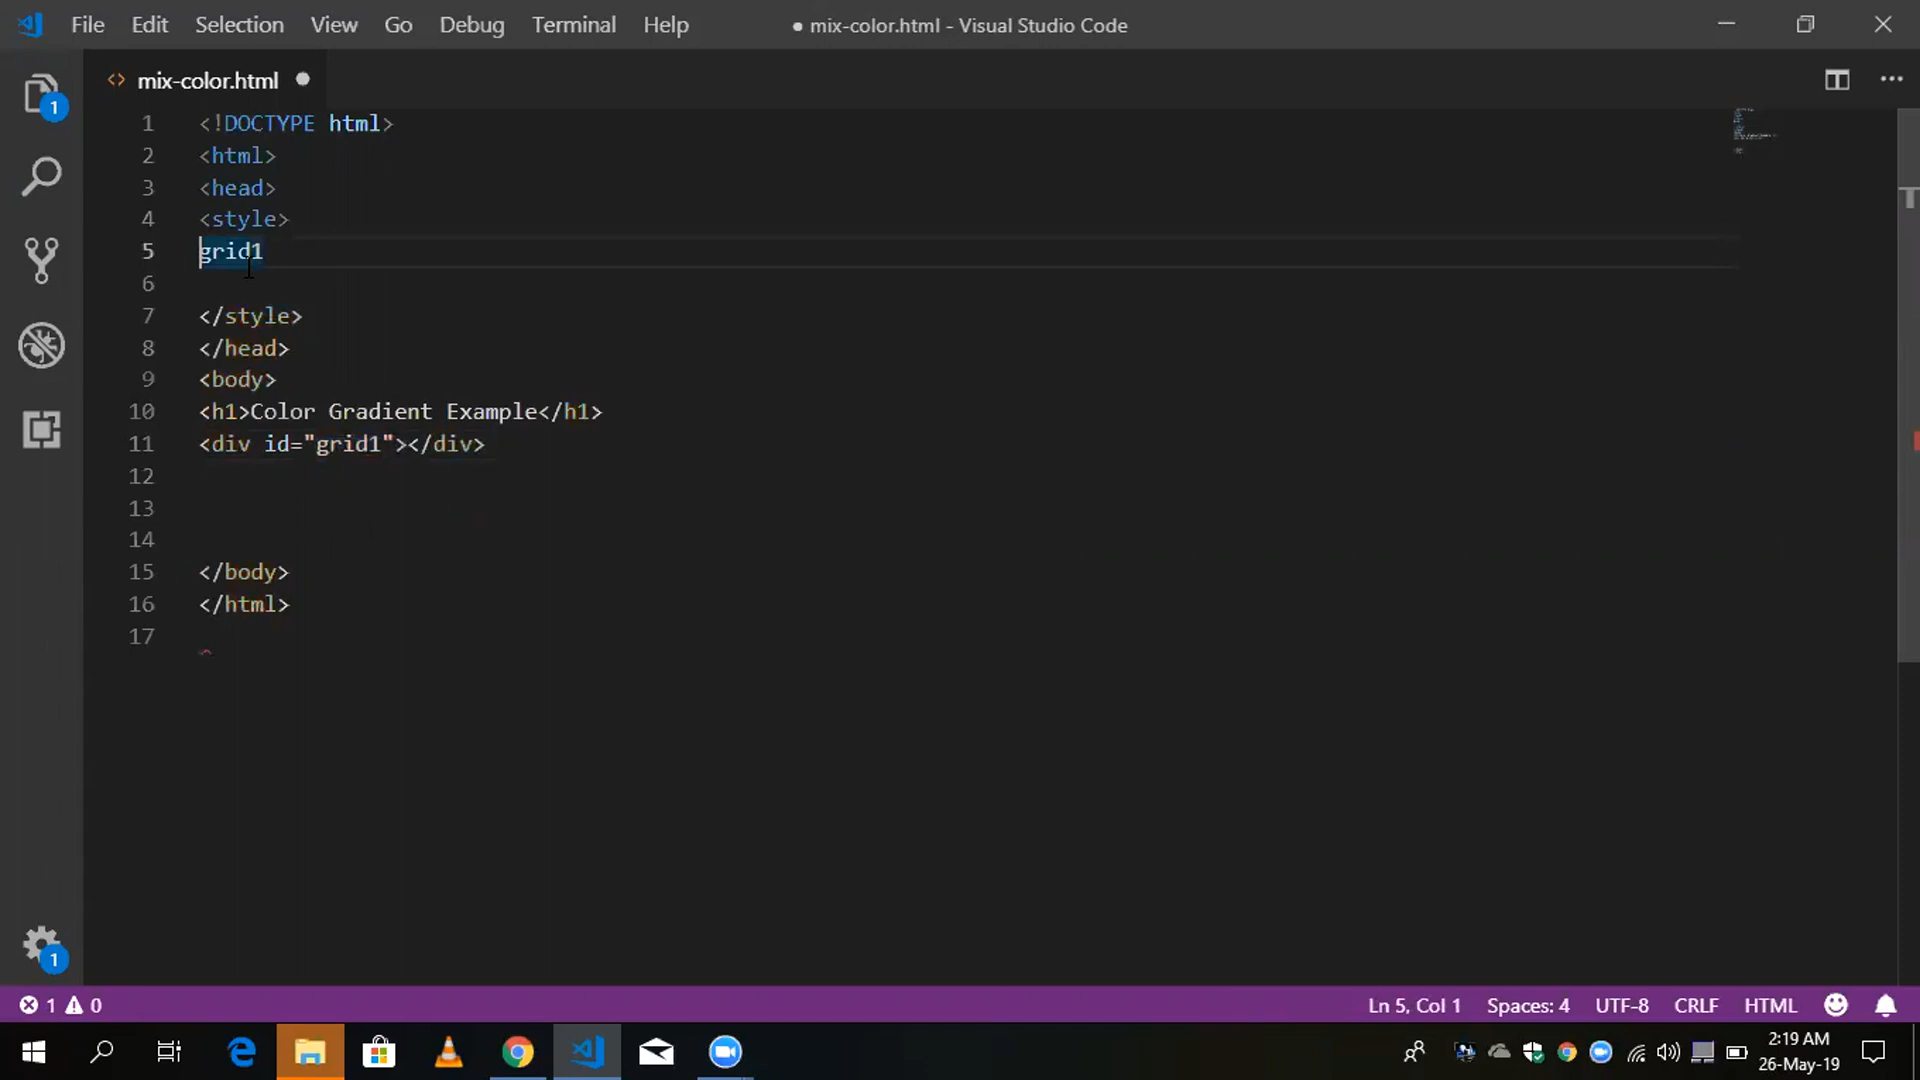 File Edit Selection View Go Debug Terminal Help ● mix-color.html - Visual Studio Code
<> mix-color.html ●
1
1 <!DOCTYPE html>
2 <html>
3 <head>
4 <style>
5 grid1
6
7 </style>
8 </head>
9 <body>
10 <h1>Color Gradient Example</h1>
11 <div id="grid1"></div>
12
13
14
15 </body>
16 </html>
17
1
1 0 Ln 5, Col 1 Spaces: 4 UTF-8 CRLF HTML
2:19 AM
26-May-19